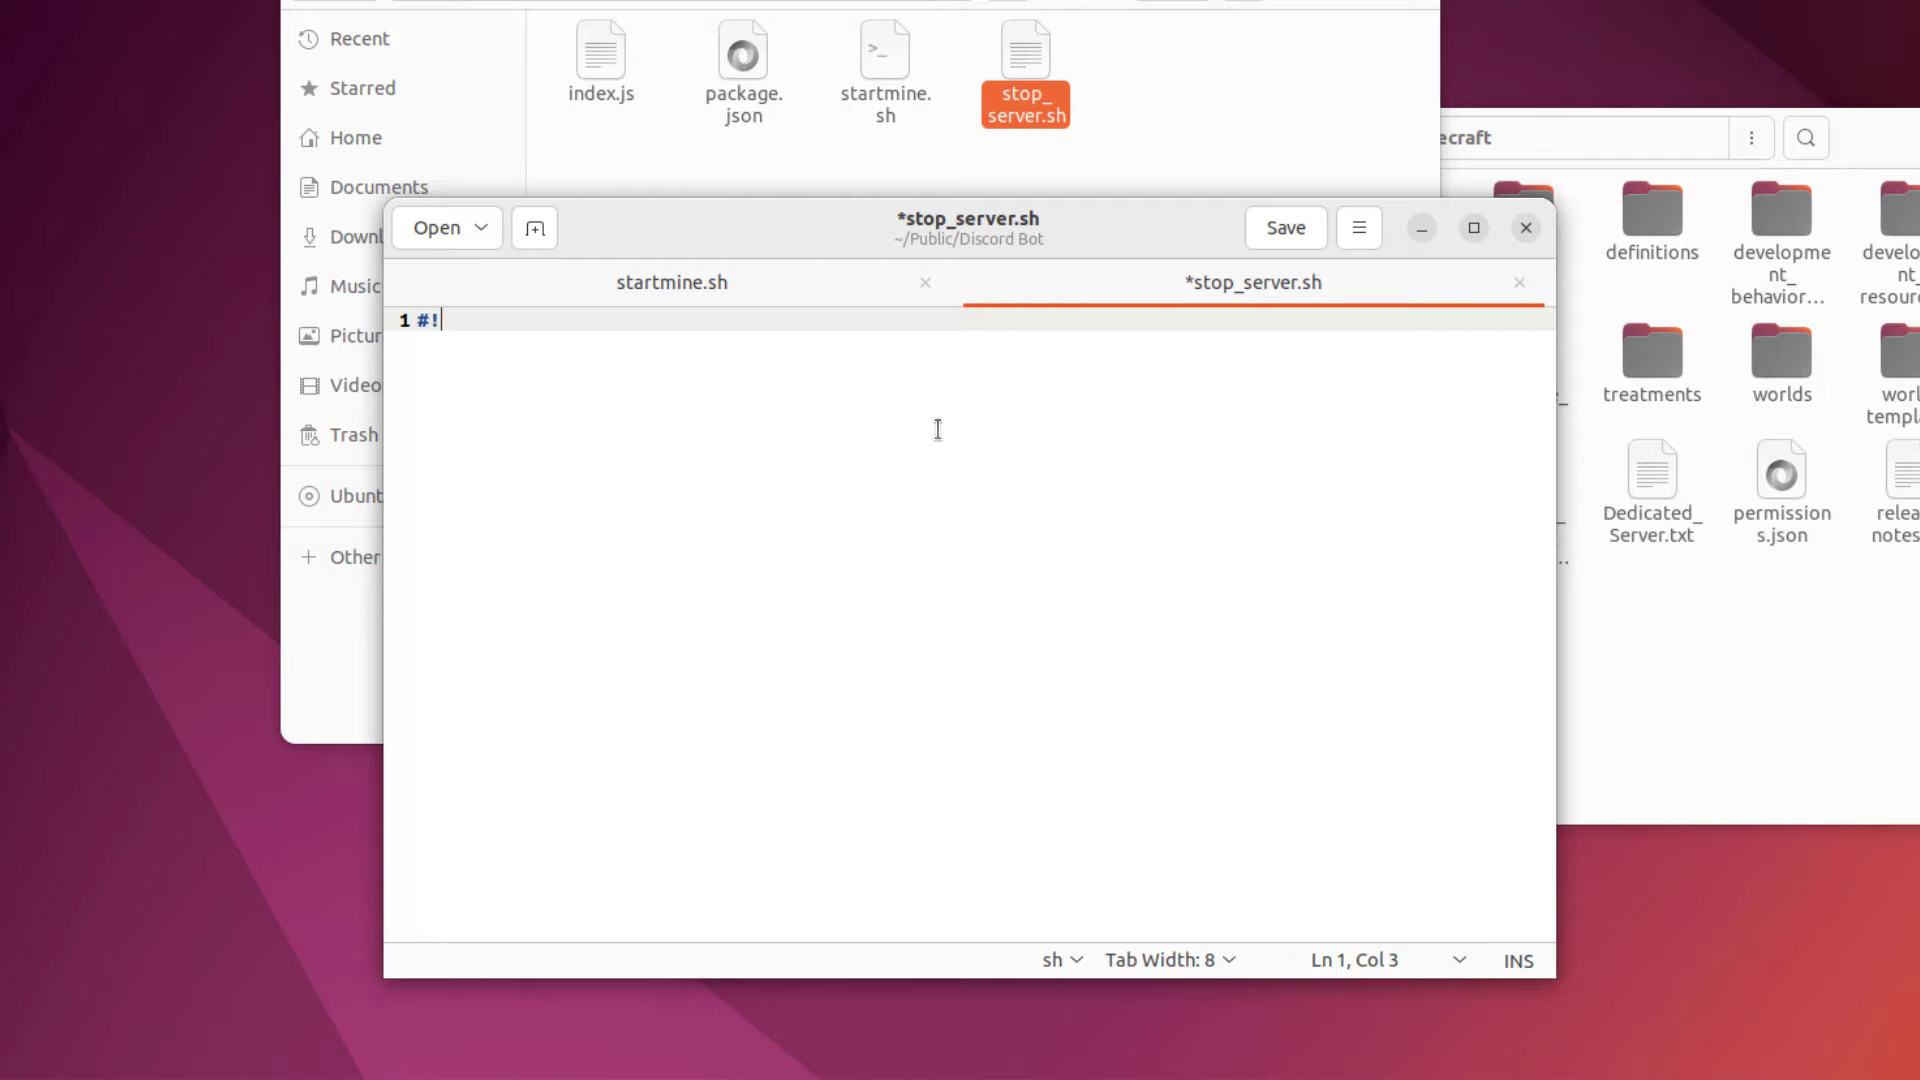 Recent
Starred
Home
Documents
Downl
Music
Pictur
Video
Trash
Ubunt
Other
index.js
package.
json
startmine.
sh
stop_
server.sh
ecraft
definitions
developme
nt_
behavior...
develo
nt_
resourc
treatments
worlds
worl
templa
Dedicated_
Server.txt
permission
s.json
relea
notes
Open
*stop_server.sh
~/Public/Discord Bot
Save
startmine.sh
*stop_server.sh
1 #!
sh
Tab Width: 8
Ln 1, Col 3
INS